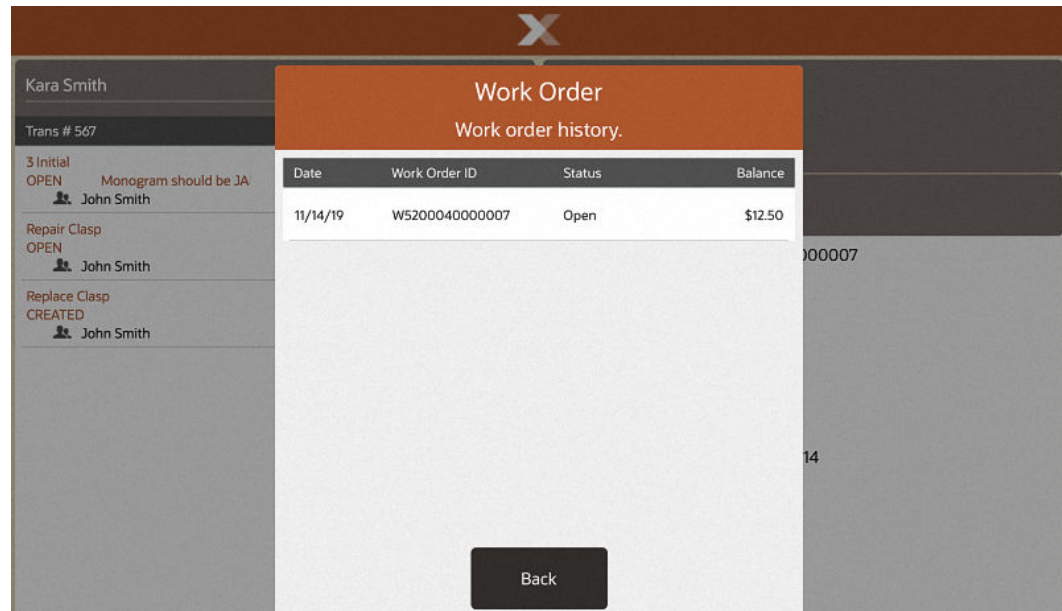 Kara Smith
Trans # 567
3 Initial
OPEN Monogram should be JA
John Smith
Repair Clasp
OPEN
John Smith
Replace Clasp
CREATED
John Smith
Work Order
Work order history.
Date Work Order ID Status Balance
11/14/19 W5200040000007 Open $12.50
Back
000007
14